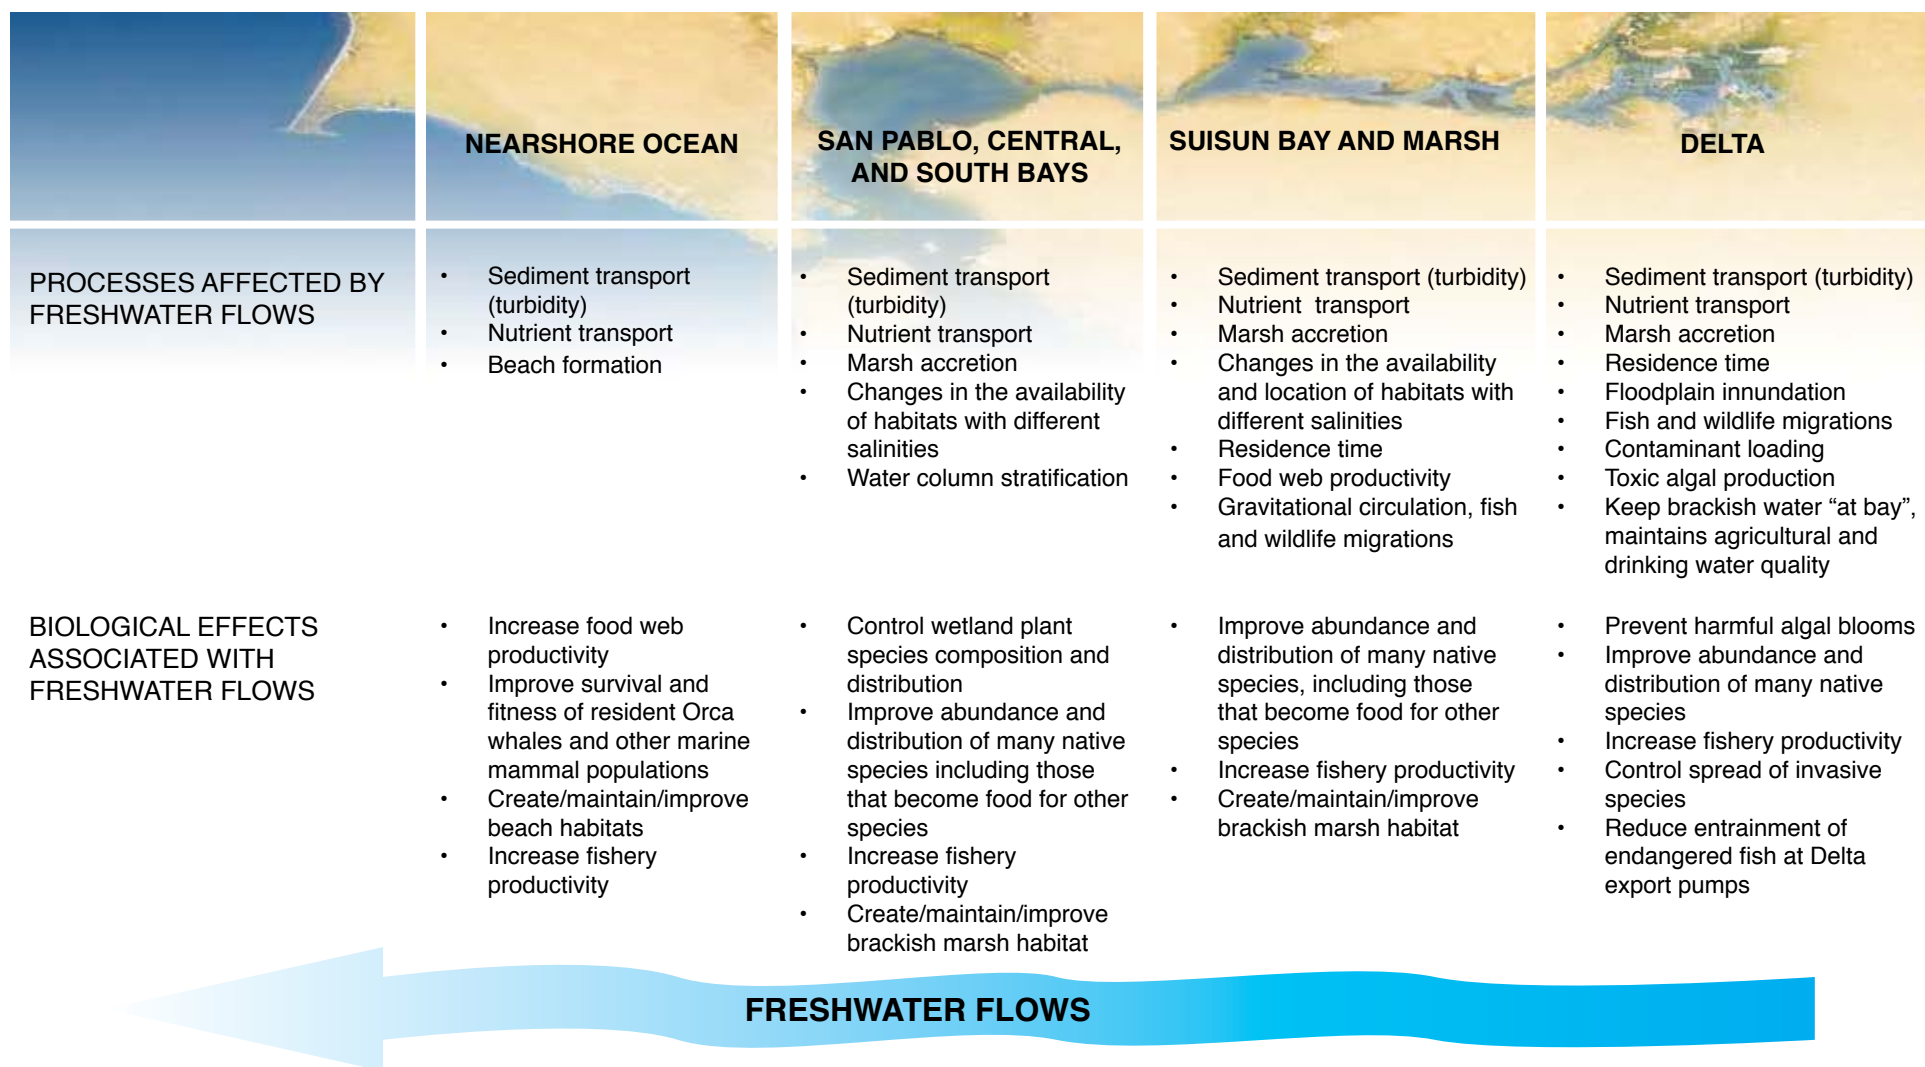 NEARSHORE OCEAN
SAN PABLO, CENTRAL,
AND SOUTH BAYS
SUISUN BAY AND MARSH
DELTA
PROCESSES AFFECTED BY
FRESHWATER FLOWS
• Sediment transport
(turbidity)
• Nutrient transport
• Beach formation
• Sediment transport
(turbidity)
• Nutrient transport
• Marsh accretion
• Changes in the availability
of habitats with different
salinities
• Water column stratification
• Sediment transport (turbidity)
• Nutrient transport
• Marsh accretion
• Changes in the availability
and location of habitats with
different salinities
• Residence time
• Food web productivity
• Gravitational circulation, fish
and wildlife migrations
• Sediment transport (turbidity)
• Nutrient transport
• Marsh accretion
• Residence time
• Floodplain innundation
• Fish and wildlife migrations
• Contaminant loading
• Toxic algal production
• Keep brackish water “at bay”,
maintains agricultural and
drinking water quality
BIOLOGICAL EFFECTS
ASSOCIATED WITH
FRESHWATER FLOWS
• Increase food web
productivity
• Improve survival and
fitness of resident Orca
whales and other marine
mammal populations
• Create/maintain/improve
beach habitats
• Increase fishery
productivity
• Control wetland plant
species composition and
distribution
• Improve abundance and
distribution of many native
species including those
that become food for other
species
• Increase fishery
productivity
• Create/maintain/improve
brackish marsh habitat
• Improve abundance and
distribution of many native
species, including those
that become food for other
species
• Increase fishery productivity
• Create/maintain/improve
brackish marsh habitat
• Prevent harmful algal blooms
• Improve abundance and
distribution of many native
species
• Increase fishery productivity
• Control spread of invasive
species
• Reduce entrainment of
endangered fish at Delta
export pumps
FRESHWATER FLOWS